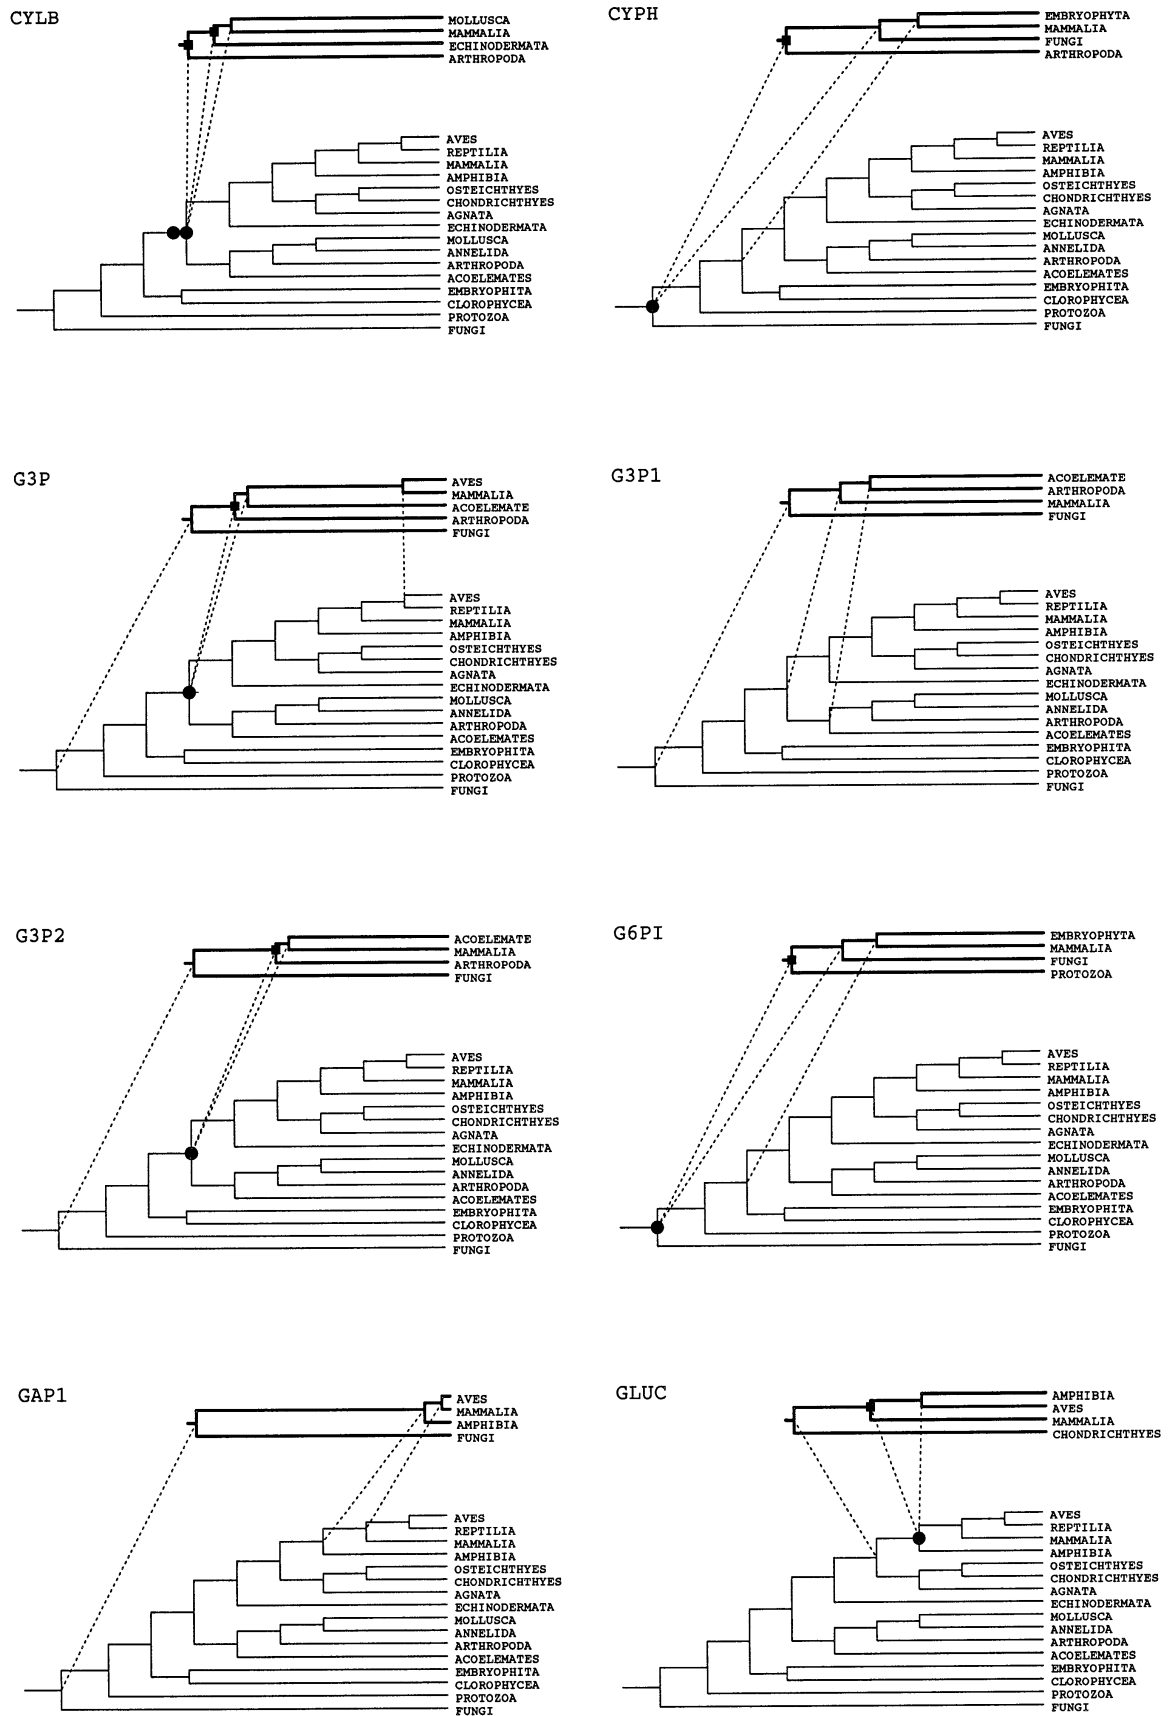 CYLB
MOLLUSCA
MAMMALIA
ECHINODERMATA
ARTHROPODA
AVES
REPTILIA
MAMMALIA
AMPHIBIA
OSTEICHTHYES
CHONDRICHTHYES
AGNATA
ECHINODERMATA
MOLLUSCA
ANNELIDA
ARTHROPODA
ACOELEMATES
EMBRYOPHITA
CLOROPHYCEA
PROTOZOA
FUNGI
CYPH
EMBRYOPHYTA
MAMMALIA
FUNGI
ARTHROPODA
AVES
REPTILIA
MAMMALIA
AMPHIBIA
OSTEICHTHYES
CHONDRICHTHYES
AGNATA
ECHINODERMATA
MOLLUSCA
ANNELIDA
ARTHROPODA
ACOELEMATES
EMBRYOPHITA
CLOROPHYCEA
PROTOZOA
FUNGI
G3P
AVES
MAMMALIA
ACOELEMATE
ARTHROPODA
FUNGI
AVES
REPTILIA
MAMMALIA
AMPHIBIA
OSTEICHTHYES
CHONDRICHTHYES
AGNATA
ECHINODERMATA
MOLLUSCA
ANNELIDA
ARTHROPODA
ACOELEMATES
EMBRYOPHITA
CLOROPHYCEA
PROTOZOA
FUNGI
G3P1
ACOELEMATE
ARTHROPODA
MAMMALIA
FUNGI
AVES
REPTILIA
MAMMALIA
AMPHIBIA
OSTEICHTHYES
CHONDRICHTHYES
AGNATA
ECHINODERMATA
MOLLUSCA
ANNELIDA
ARTHROPODA
ACOELEMATES
EMBRYOPHITA
CLOROPHYCEA
PROTOZOA
FUNGI
G3P2
ACOELEMATE
MAMMALIA
ARTHROPODA
FUNGI
AVES
REPTILIA
MAMMALIA
AMPHIBIA
OSTEICHTHYES
CHONDRICHTHYES
AGNATA
ECHINODERMATA
MOLLUSCA
ANNELIDA
ARTHROPODA
ACOELEMATES
EMBRYOPHITA
CLOROPHYCEA
PROTOZOA
FUNGI
G6PI
EMBRYOPHYTA
MAMMALIA
FUNGI
PROTOZOA
AVES
REPTILIA
MAMMALIA
AMPHIBIA
OSTEICHTHYES
CHONDRICHTHYES
AGNATA
ECHINODERMATA
MOLLUSCA
ANNELIDA
ARTHROPODA
ACOELEMATES
EMBRYOPHITA
CLOROPHYCEA
PROTOZOA
FUNGI
GAP1
AVES
MAMMALIA
AMPHIBIA
FUNGI
AVES
REPTILIA
MAMMALIA
AMPHIBIA
OSTEICHTHYES
CHONDRICHTHYES
AGNATA
ECHINODERMATA
MOLLUSCA
ANNELIDA
ARTHROPODA
ACOELEMATES
EMBRYOPHITA
CLOROPHYCEA
PROTOZOA
FUNGI
GLUC
AMPHIBIA
AVES
MAMMALIA
CHONDRICHTHYES
AVES
REPTILIA
MAMMALIA
AMPHIBIA
OSTEICHTHYES
CHONDRICHTHYES
AGNATA
ECHINODERMATA
MOLLUSCA
ANNELIDA
ARTHROPODA
ACOELEMATES
EMBRYOPHITA
CLOROPHYCEA
PROTOZOA
FUNGI